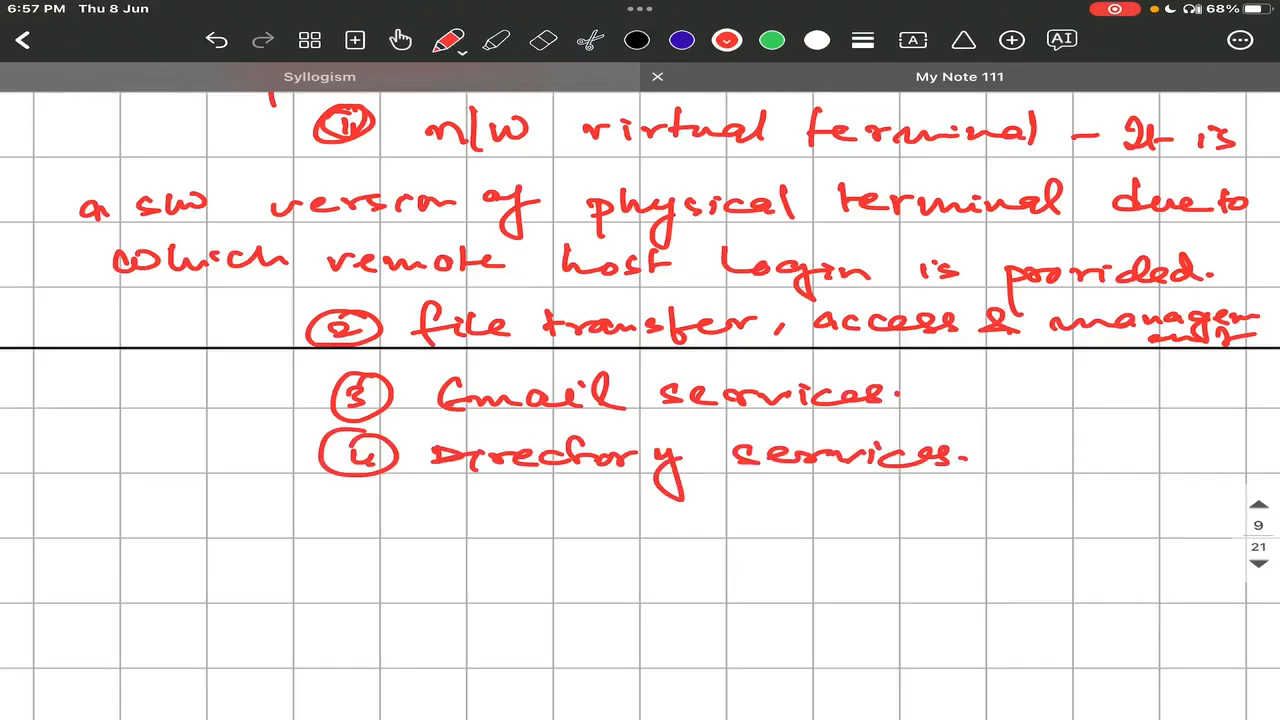 6:57 PM Thu 8 Jun 68%
A AI
Syllogism My Note 111
① n/w virtual terminal - It is
a sw version of physical terminal due to
which remote host login is provided.
② file transfer, access & management
③ Email services.
④ Directory services.
9
21